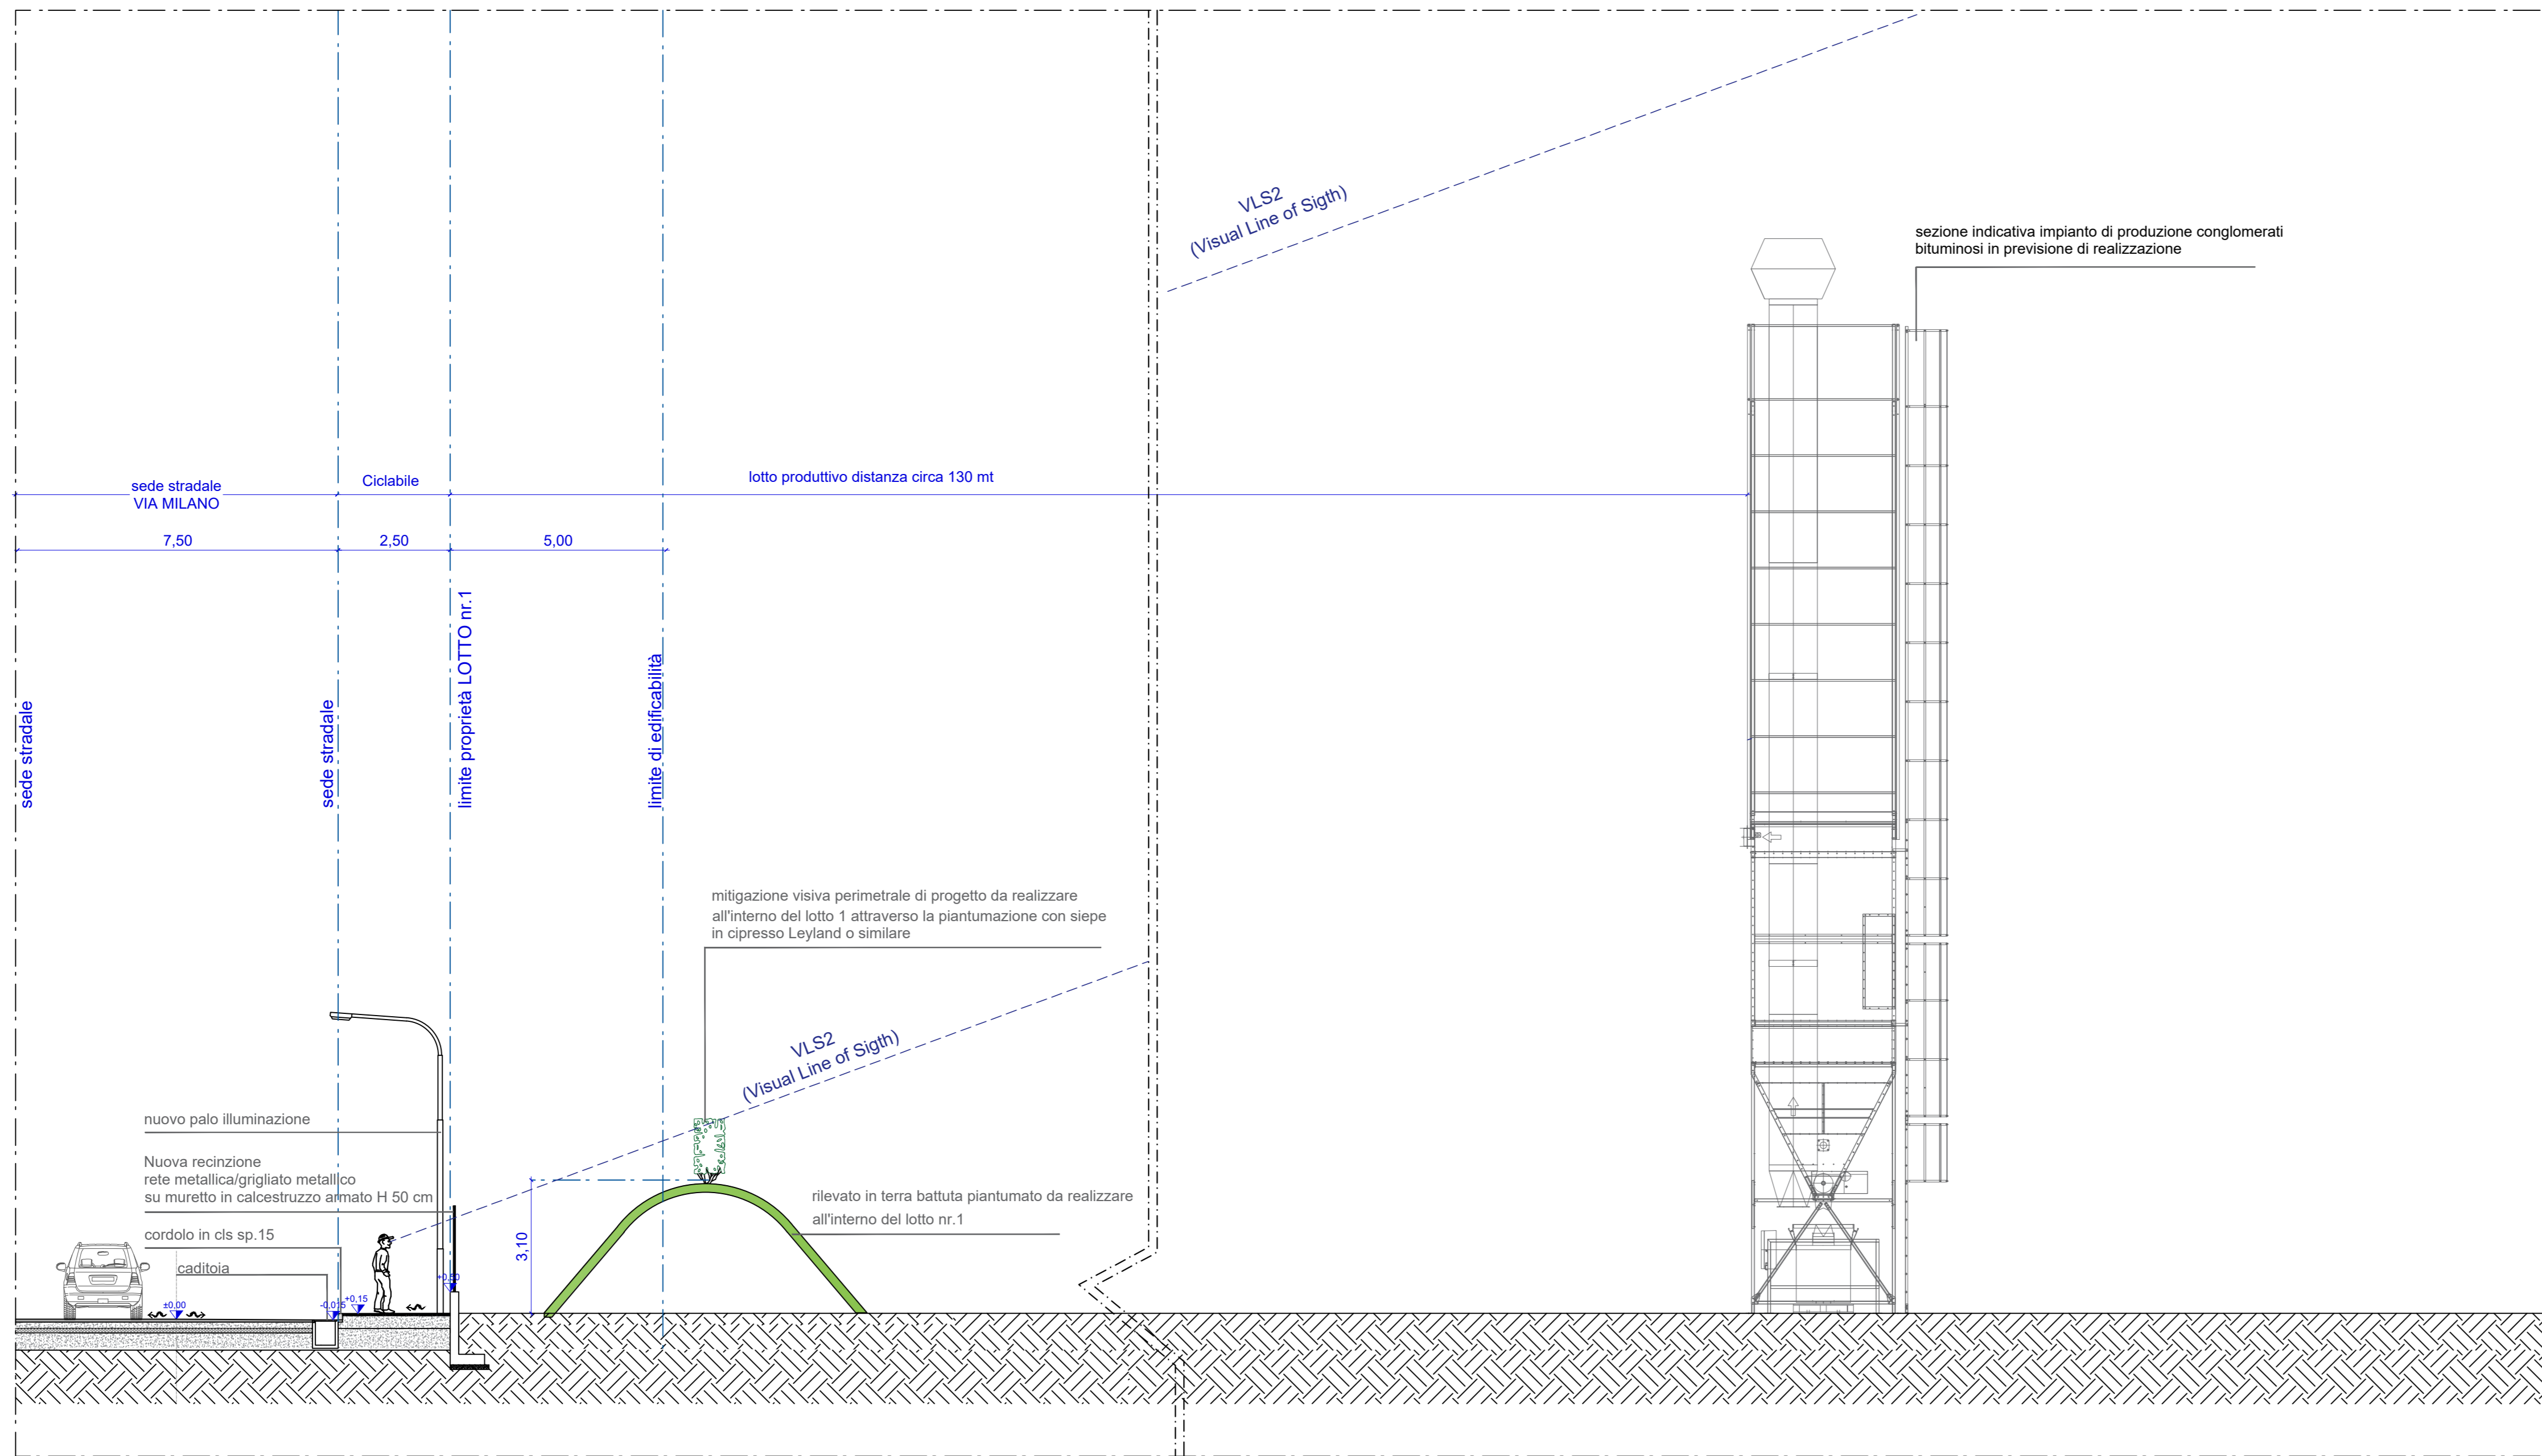 VLS2
(Visual Line of Sigth)
sezione indicativa impianto di produzione conglomerati
bituminosi in previsione di realizzazione
sede stradale
VIA MILANO
Ciclabile
lotto produttivo distanza circa 130 mt
7,50
2,50
5,00
sede stradale
sede stradale
limite proprietà LOTTO nr.1
limite di edificabilità
mitigazione visiva perimetrale di progetto da realizzare
all'interno del lotto 1 attraverso la piantumazione con siepe
in cipresso Leyland o similare
VLS2
(Visual Line of Sigth)
nuovo palo illuminazione
Nuova recinzione
rete metallica/grigliato metallico
su muretto in calcestruzzo armato H 50 cm
cordolo in cls sp.15
caditoia
rilevato in terra battuta piantumato da realizzare
all'interno del lotto nr.1
3,10
+0,50
±0,00
-0,015
+0,15